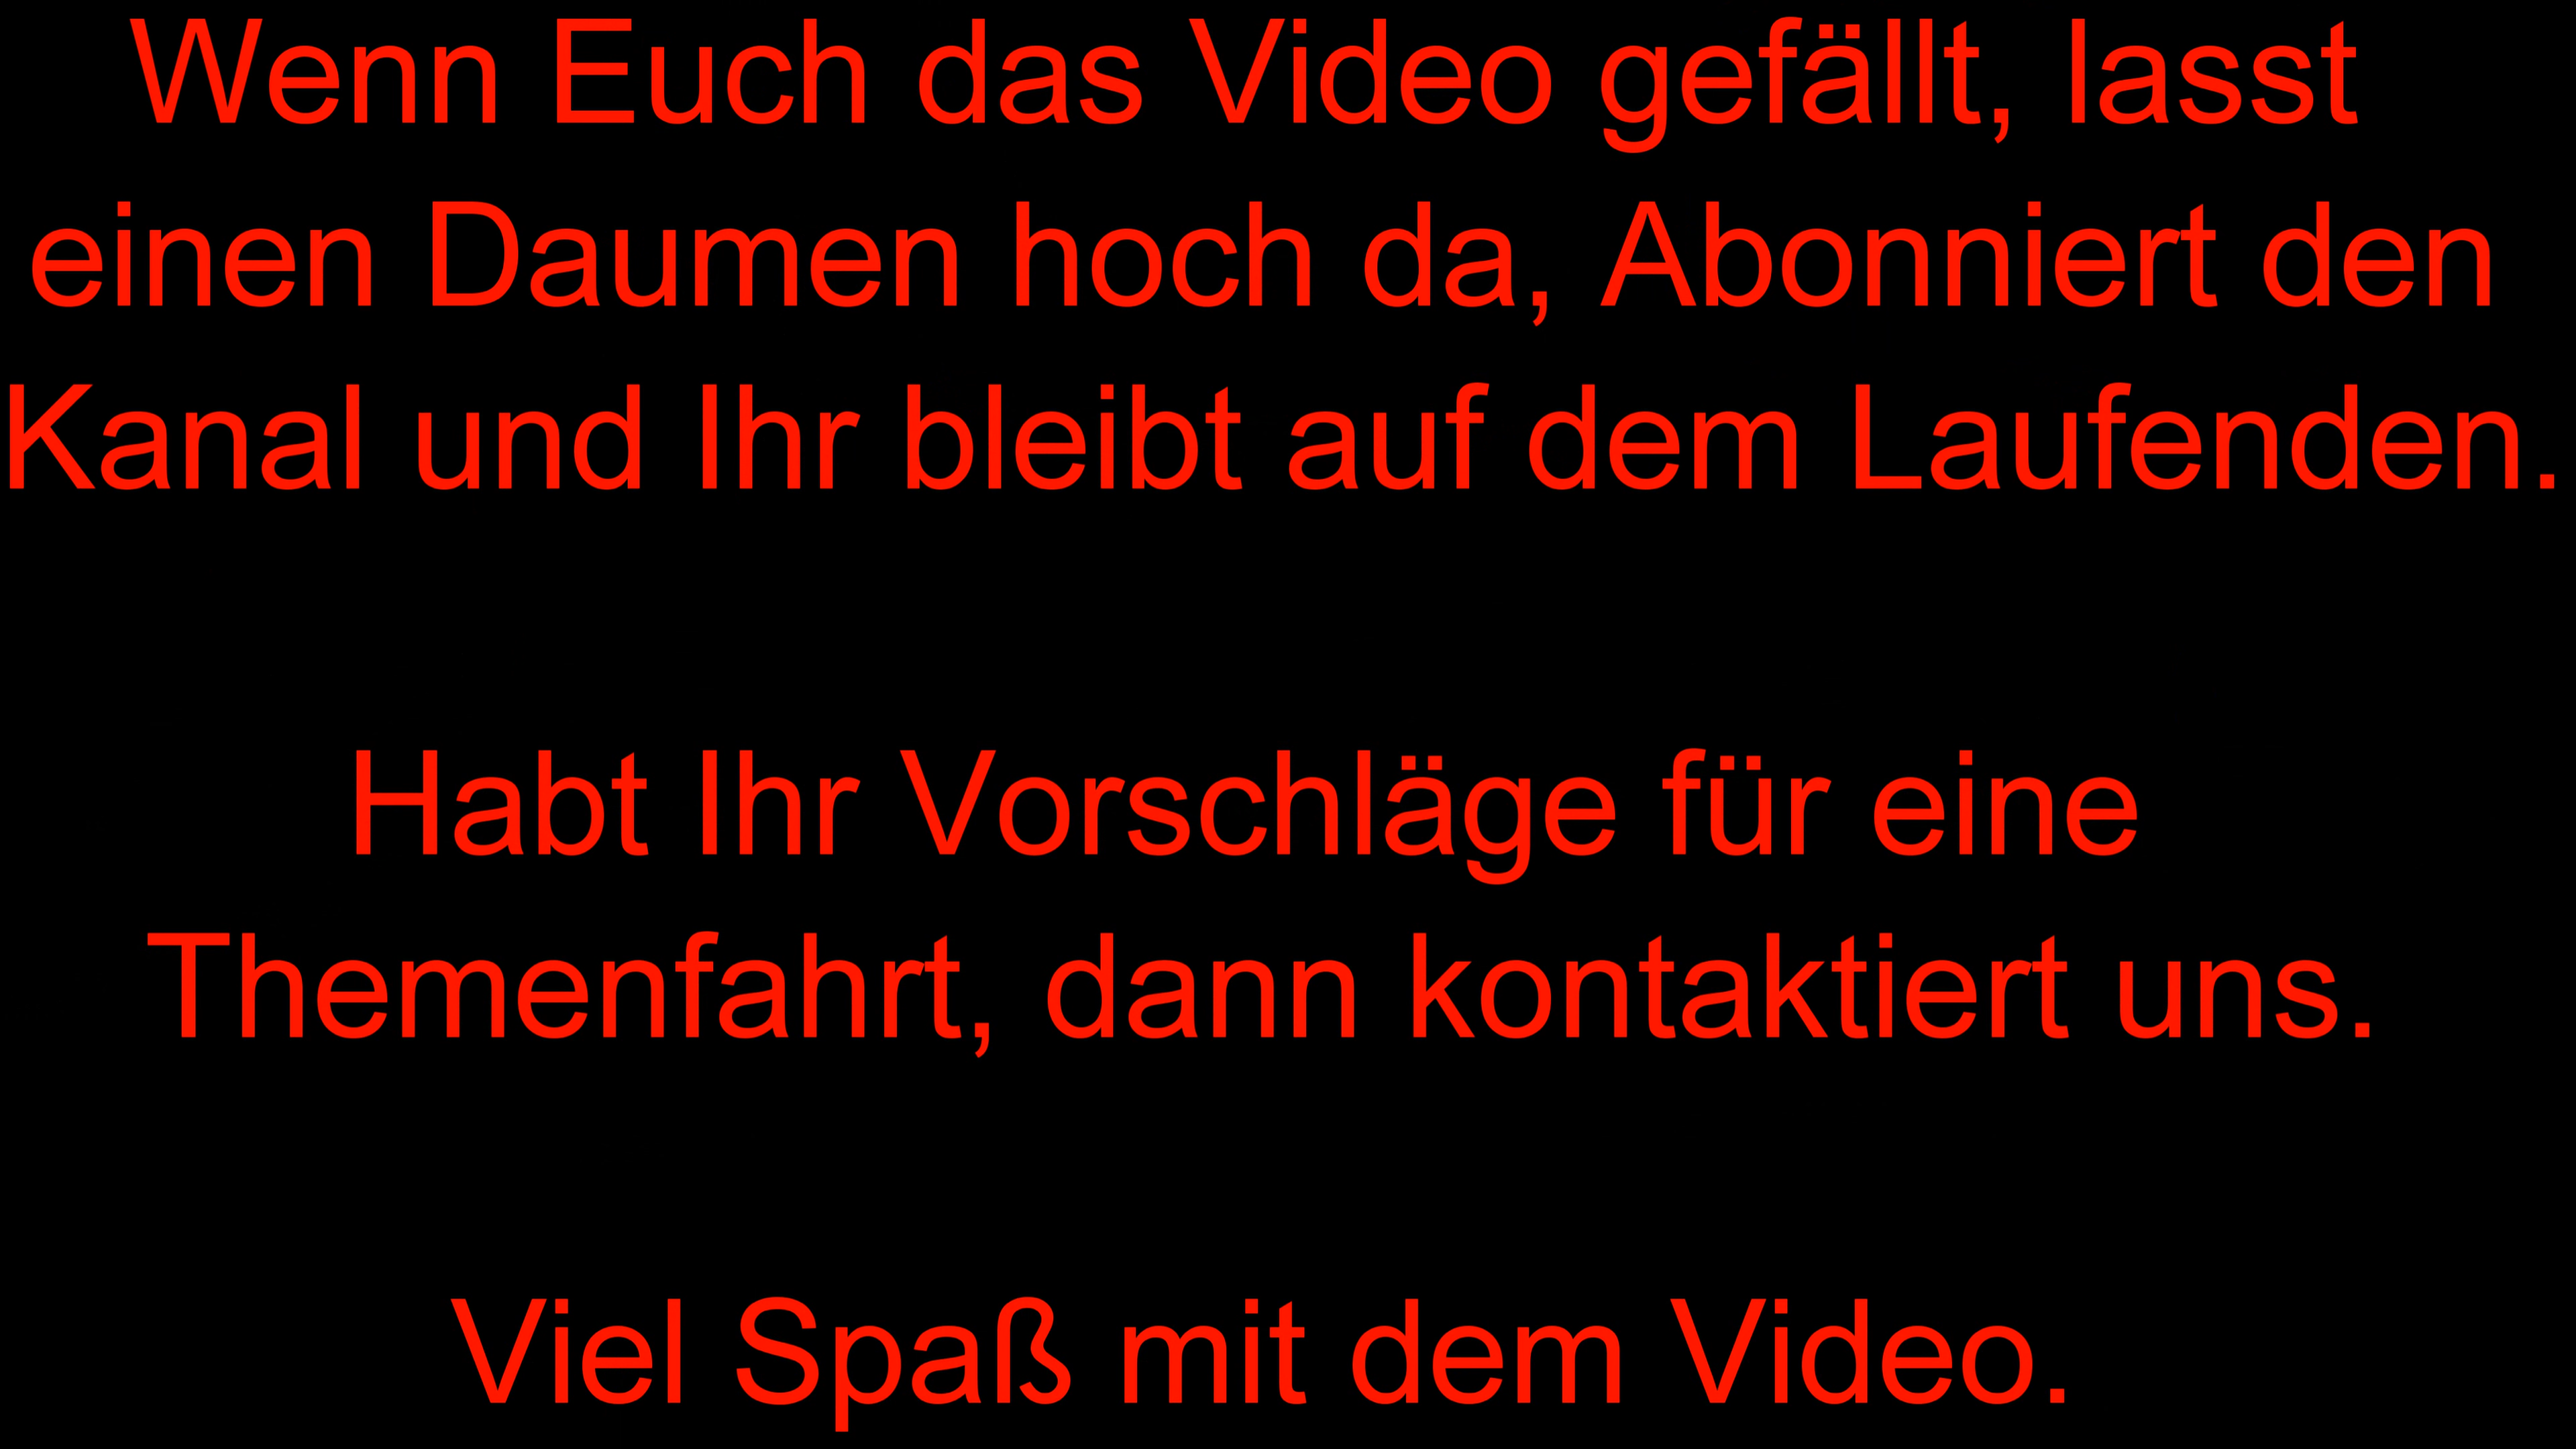 Wenn Euch das Video gefällt, lasst
einen Daumen hoch da, Abonniert den
Kanal und Ihr bleibt auf dem Laufenden.
Habt Ihr Vorschläge für eine
Themenfahrt, dann kontaktiert uns.
Viel Spaß mit dem Video.